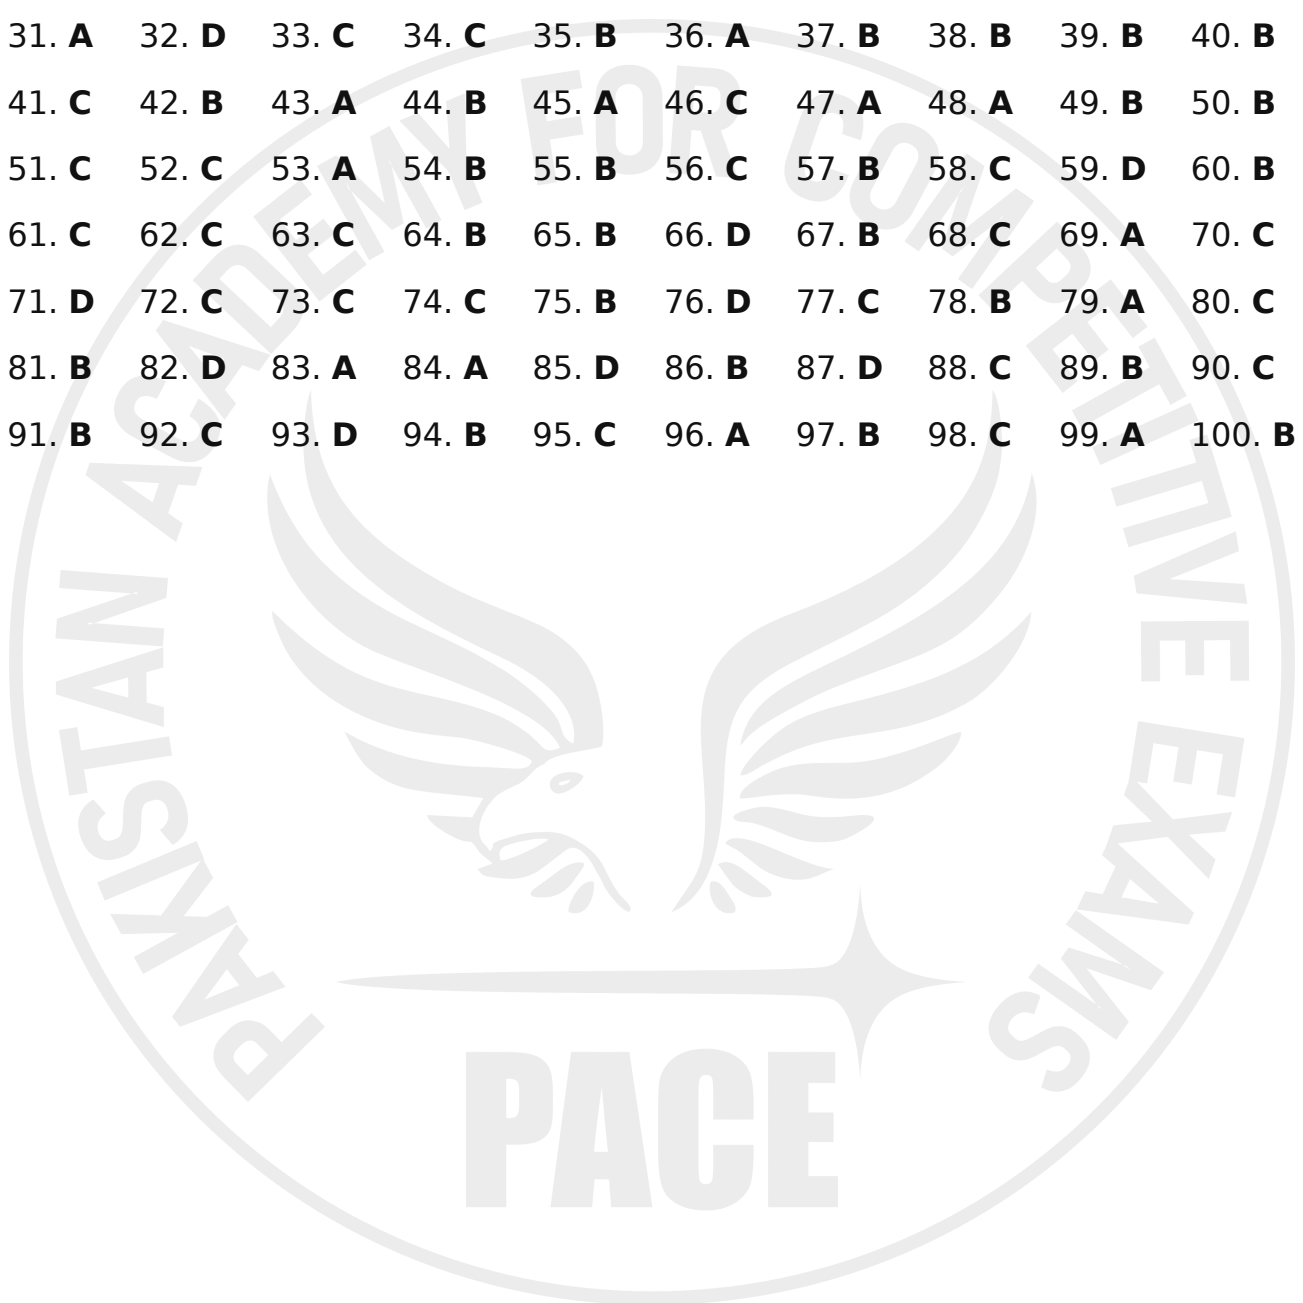 31. A 32. D 33. C 34. C 35. B 36. A 37. B 38. B 39. B 40. B
41. C 42. B 43. A 44. B 45. A 46. C 47. A 48. A 49. B 50. B
51. C 52. C 53. A 54. B 55. B 56. C 57. B 58. C 59. D 60. B
61. C 62. C 63. C 64. B 65. B 66. D 67. B 68. C 69. A 70. C
71. D 72. C 73. C 74. C 75. B 76. D 77. C 78. B 79. A 80. C
81. B 82. D 83. A 84. A 85. D 86. B 87. D 88. C 89. B 90. C
91. B 92. C 93. D 94. B 95. C 96. A 97. B 98. C 99. A 100. B
PAKISTAN ACADEMY FOR COMPETITIVE EXAMS
PACE